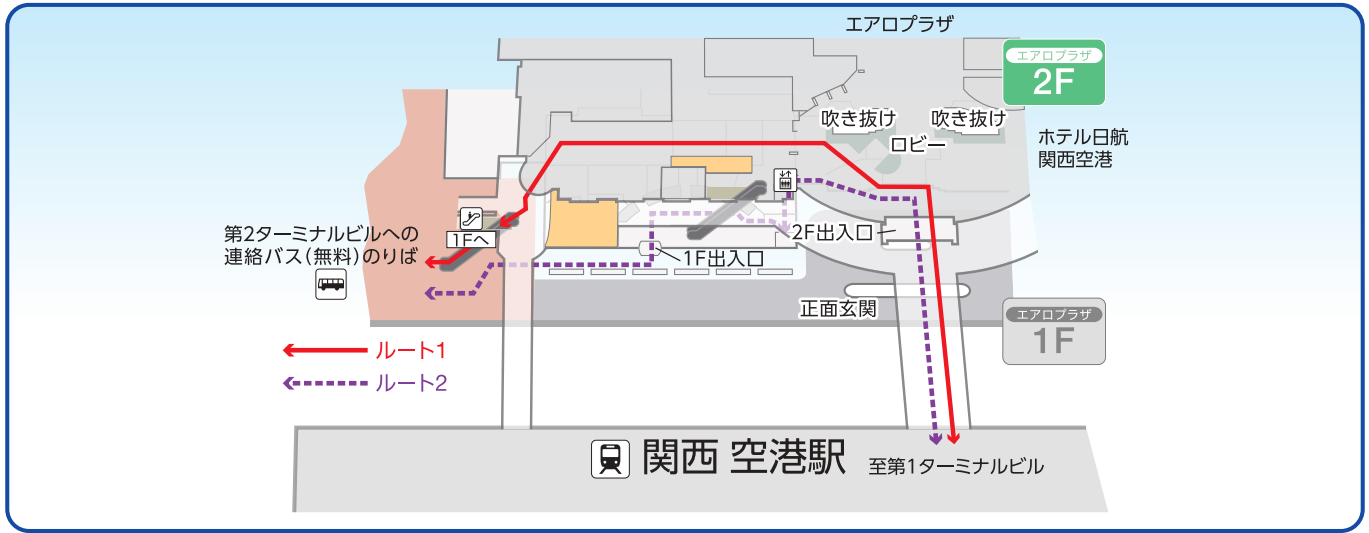 エアロプラザ
エアロプラザ
2F
吹き抜け
吹き抜け
ロビー
ホテル日航
関西空港
第2ターミナルビルへの
連絡バス(無料)のりば
1Fへ
2F出入口
1F出入口
正面玄関
エアロプラザ
1F
ルート1
ルート2
関西 空港駅
至第1ターミナルビル